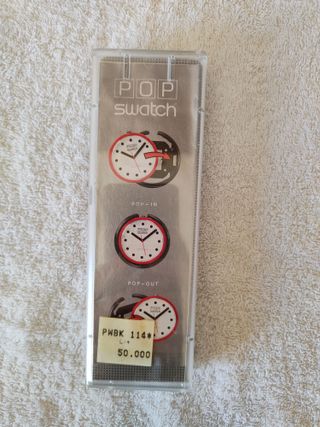 POP
swatch
POP-IN
POP-OUT
PWBK 114*
50.000